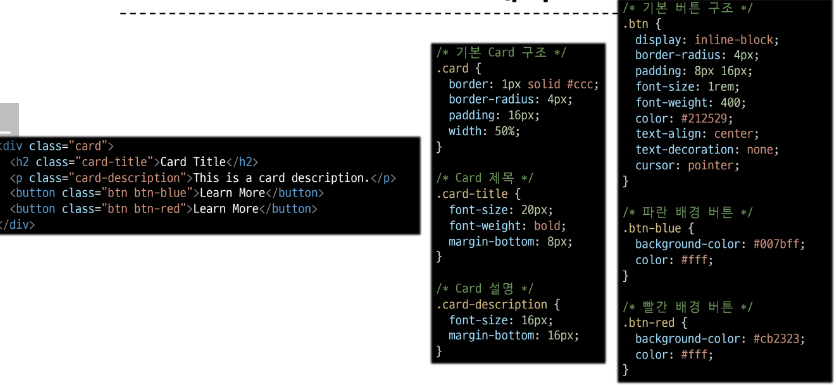 <div class="card">
  <h2 class="card-title">Card Title</h2>
  <p class="card-description">This is a card description.</p>
  <button class="btn btn-blue">Learn More</button>
  <button class="btn btn-red">Learn More</button>
</div>
/* 기본 Card 구조 */
.card {
  border: 1px solid #ccc;
  border-radius: 4px;
  padding: 16px;
  width: 50%;
}
/* Card 제목 */
.card-title {
  font-size: 20px;
  font-weight: bold;
  margin-bottom: 8px;
}
/* Card 설명 */
.card-description {
  font-size: 16px;
  margin-bottom: 16px;
}
/* 기본 버튼 구조 */
.btn {
  display: inline-block;
  border-radius: 4px;
  padding: 8px 16px;
  font-size: 1rem;
  font-weight: 400;
  color: #212529;
  text-align: center;
  text-decoration: none;
  cursor: pointer;
}
/* 파란 배경 버튼 */
.btn-blue {
  background-color: #007bff;
  color: #fff;
}
/* 빨간 배경 버튼 */
.btn-red {
  background-color: #cb2323;
  color: #fff;
}